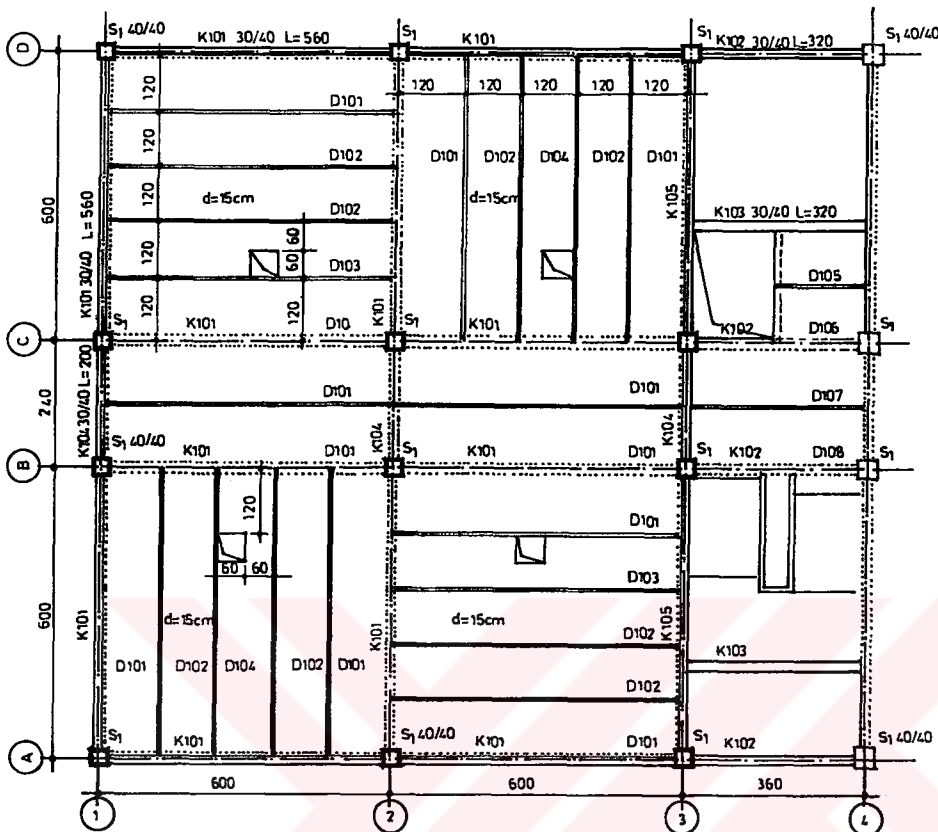 S1 40/40 K101 30/40 L=560 S1 K101 S1 K102 30/40 L=320 S1 40/40
D
120 120 120 120 120 120
D101
120 D101 D102 D104 D102 D101
D102
120 d=15cm d=15cm K105
600 K101 30/40 L=560 D102 K103 30/40 L=320
60
120 60 D103 D105
120 120 K101
S1 K101 D10 S1 K101 S1 K102 D106 S1
C
240 K104 30/40 L=200 D101 D101 D107
K104 K104
S1 40/40 K101 D101 S1 K101 D101 S1 K102 D108 S1
B
120 D101
60 60 D103
600 K101 d=15cm K101 d=15cm K105
D102
D101 D102 D104 D102 D101 K103
D102
S1 K101 S1 40/40 K101 D101 S1 K102 S1 40/40
A
600 600 360
1 2 3 4